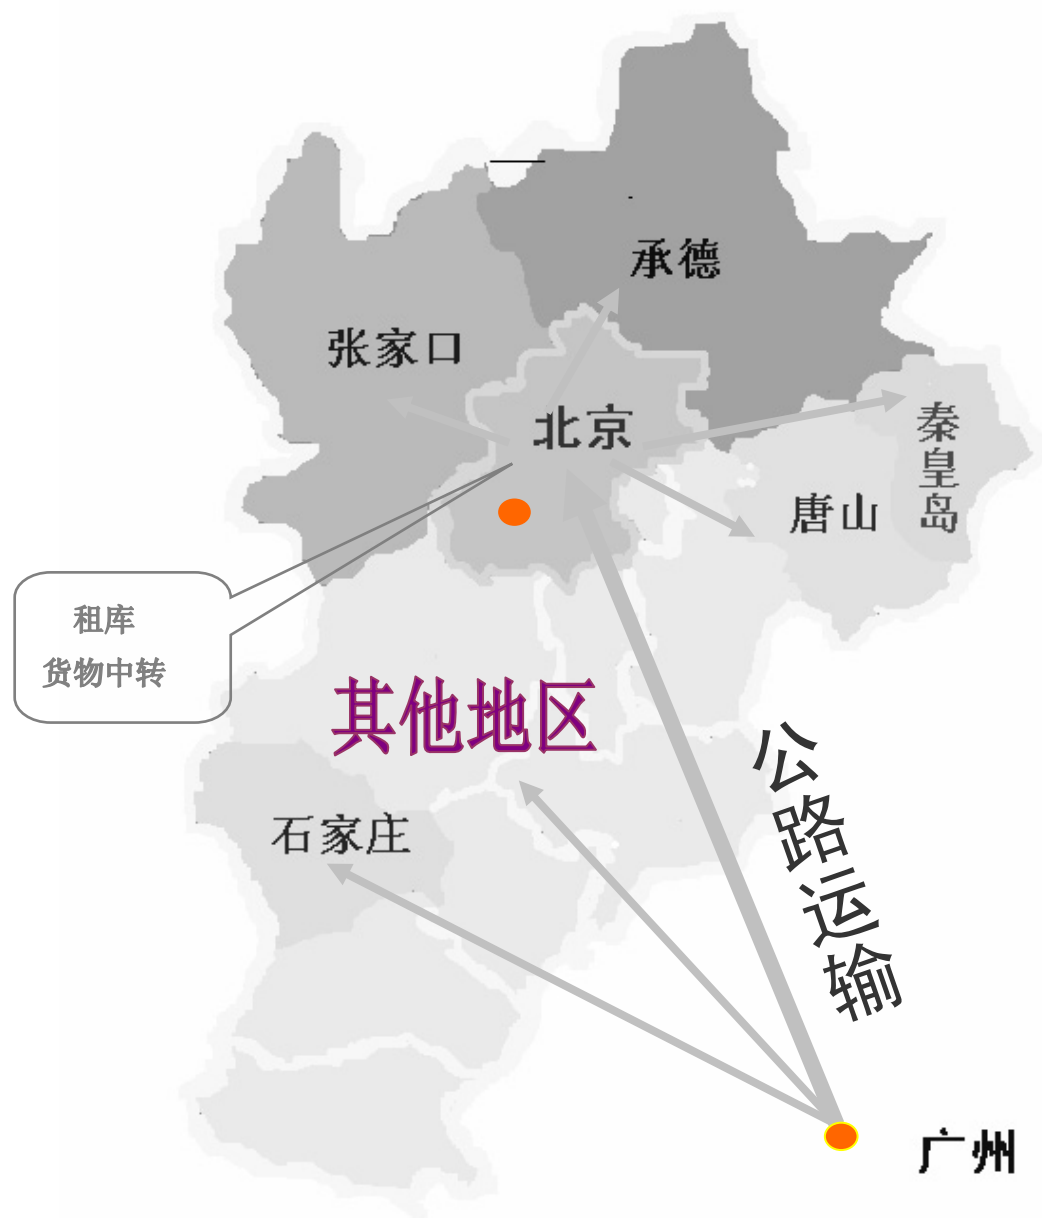 承德
张家口
北京
秦皇岛
唐山
租库
货物中转
其他地区
公路运输
石家庄
广州